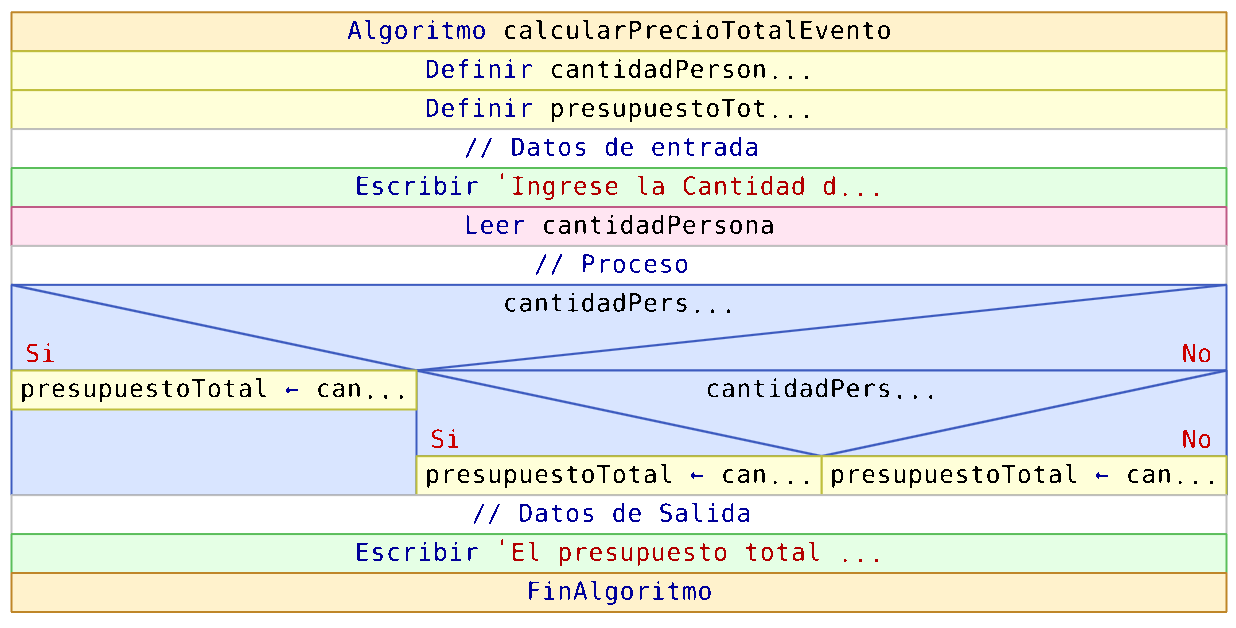 Algoritmo calcularPrecioTotalEvento
Definir cantidadPerson...
Definir presupuestoTot...
// Datos de entrada
Escribir 'Ingrese la Cantidad d...
Leer cantidadPersona
// Proceso
cantidadPers...
Si
No
presupuestoTotal ← can...
cantidadPers...
Si
No
presupuestoTotal ← can...
presupuestoTotal ← can...
// Datos de Salida
Escribir 'El presupuesto total ...
FinAlgoritmo